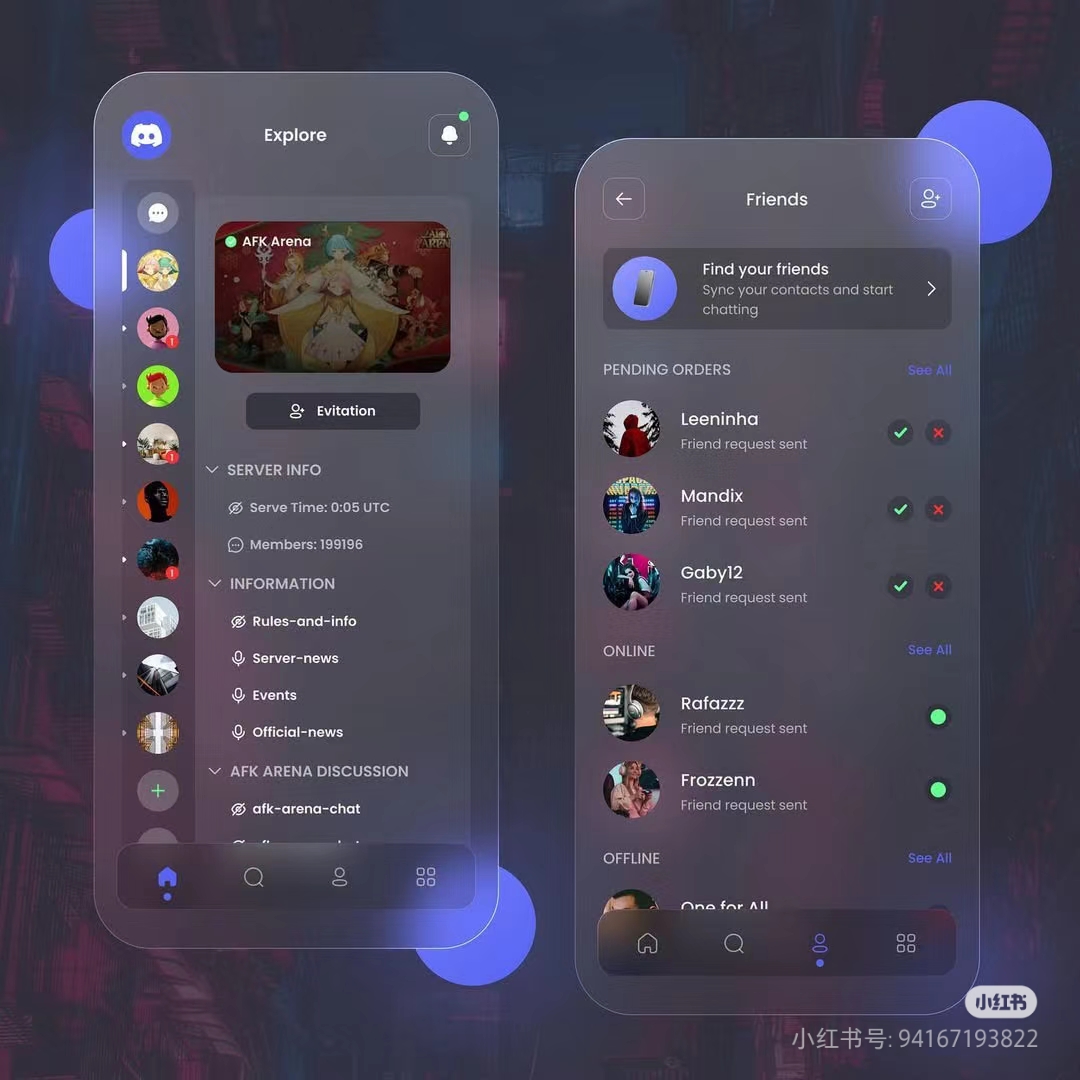 Explore
AFK Arena
1
1
1
Evitation
SERVER INFO
Serve Time: 0:05 UTC
Members: 199196
INFORMATION
Rules-and-info
Server-news
Events
Official-news
AFK ARENA DISCUSSION
afk-arena-chat
Friends
Find your friends
Sync your contacts and start
chatting
PENDING ORDERS See All
Leeninha
Friend request sent
Mandix
Friend request sent
Gaby12
Friend request sent
ONLINE See All
Rafazzz
Friend request sent
Frozzenn
Friend request sent
OFFLINE See All
One for All
小红书
小红书号: 94167193822